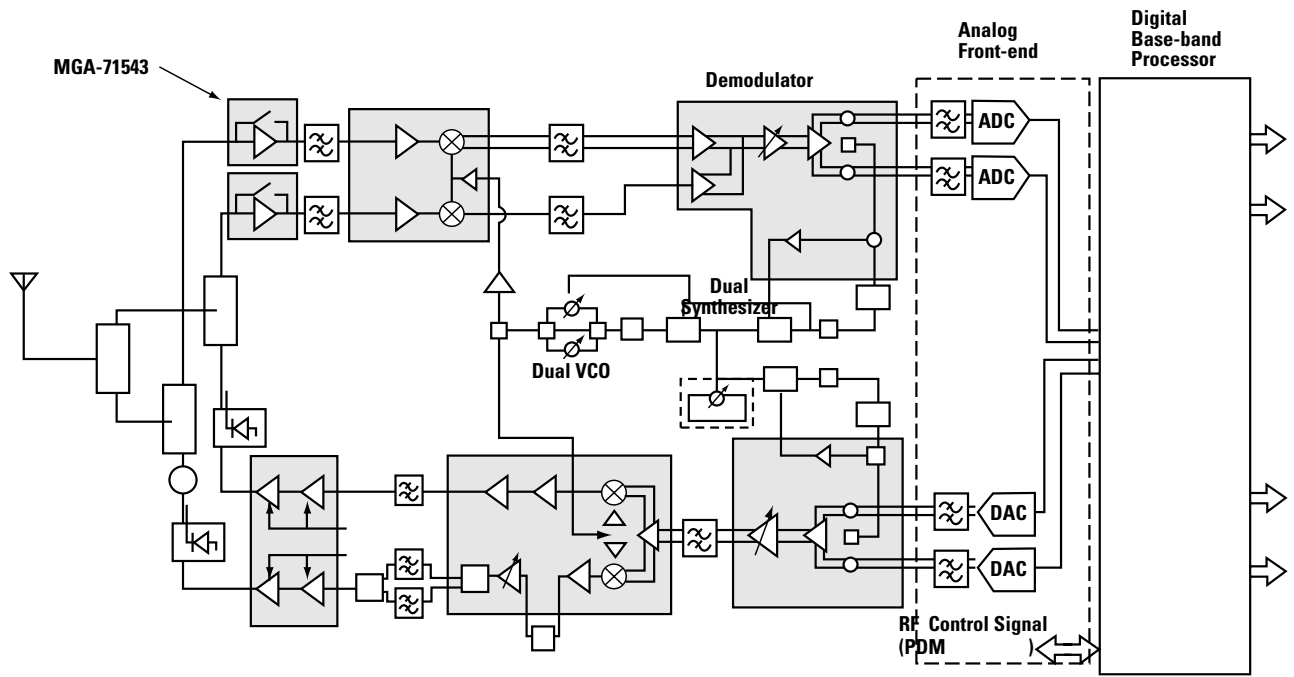 Digital
Base-band
Processor
Analog
Front-end
MGA-71543
Demodulator
ADC
ADC
Dual
Synthesizer
Dual VCO
DAC
DAC
RF Control Signal
(PDM )